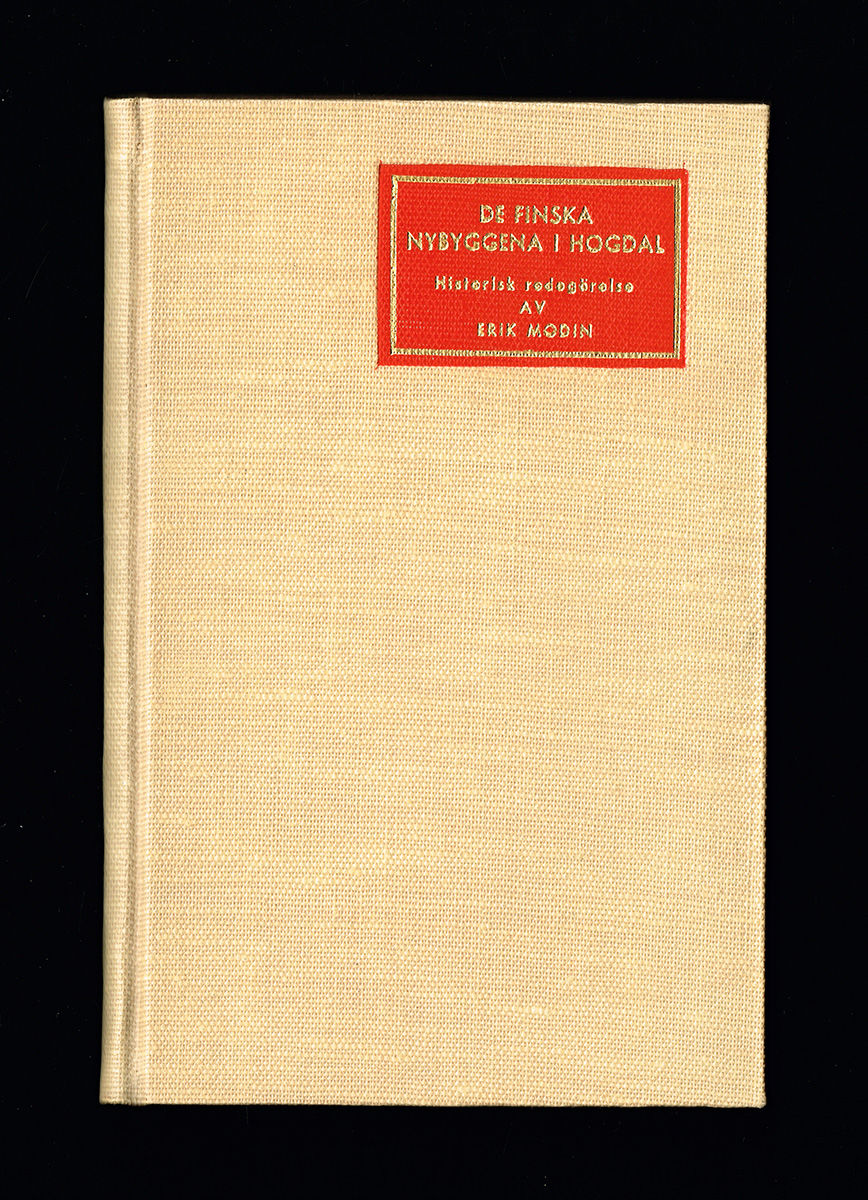 DE FINSKA
NYBYGGENA I HOGDAL
Historisk redogörelse
AV
ERIK MODIN